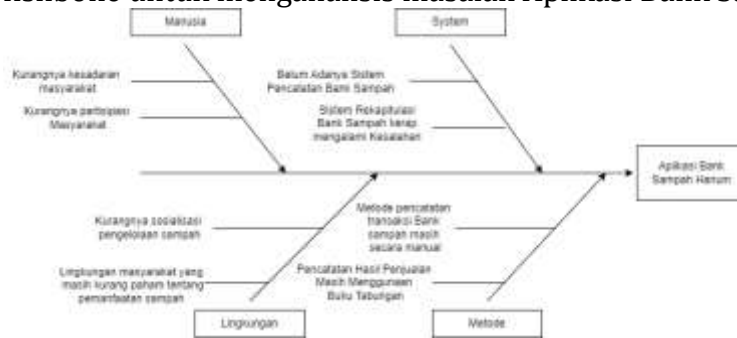 Manusia
System
Kurangnya kesadaran
masyarakat
Kurangnya partisipasi
Masyarakat
Belum Adanya Sistem
Pencatatan Bank Sampah
Sistem Rekapitulasi
Bank Sampah kerap
mengalami Kesalahan
Aplikasi Bank
Sampah Hanum
Kurangnya sosialisasi
pengelolaan sampah
Lingkungan masyarakat yang
masih kurang paham tentang
pemanfaatan sampah
Metode pencatatan
transaksi Bank
sampah masih
secara manual
Pencatatan Hasil Penjualan
Masih Menggunaan
Buku Tabungan
Lingkungan
Metode